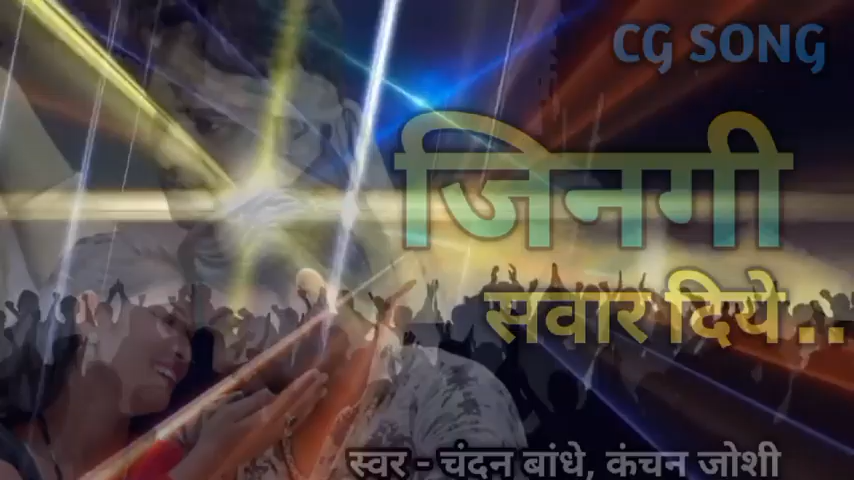 CG SONG
जिनगी
सवार दिये..
स्वर - चंदन बांधे, कंचन जोशी